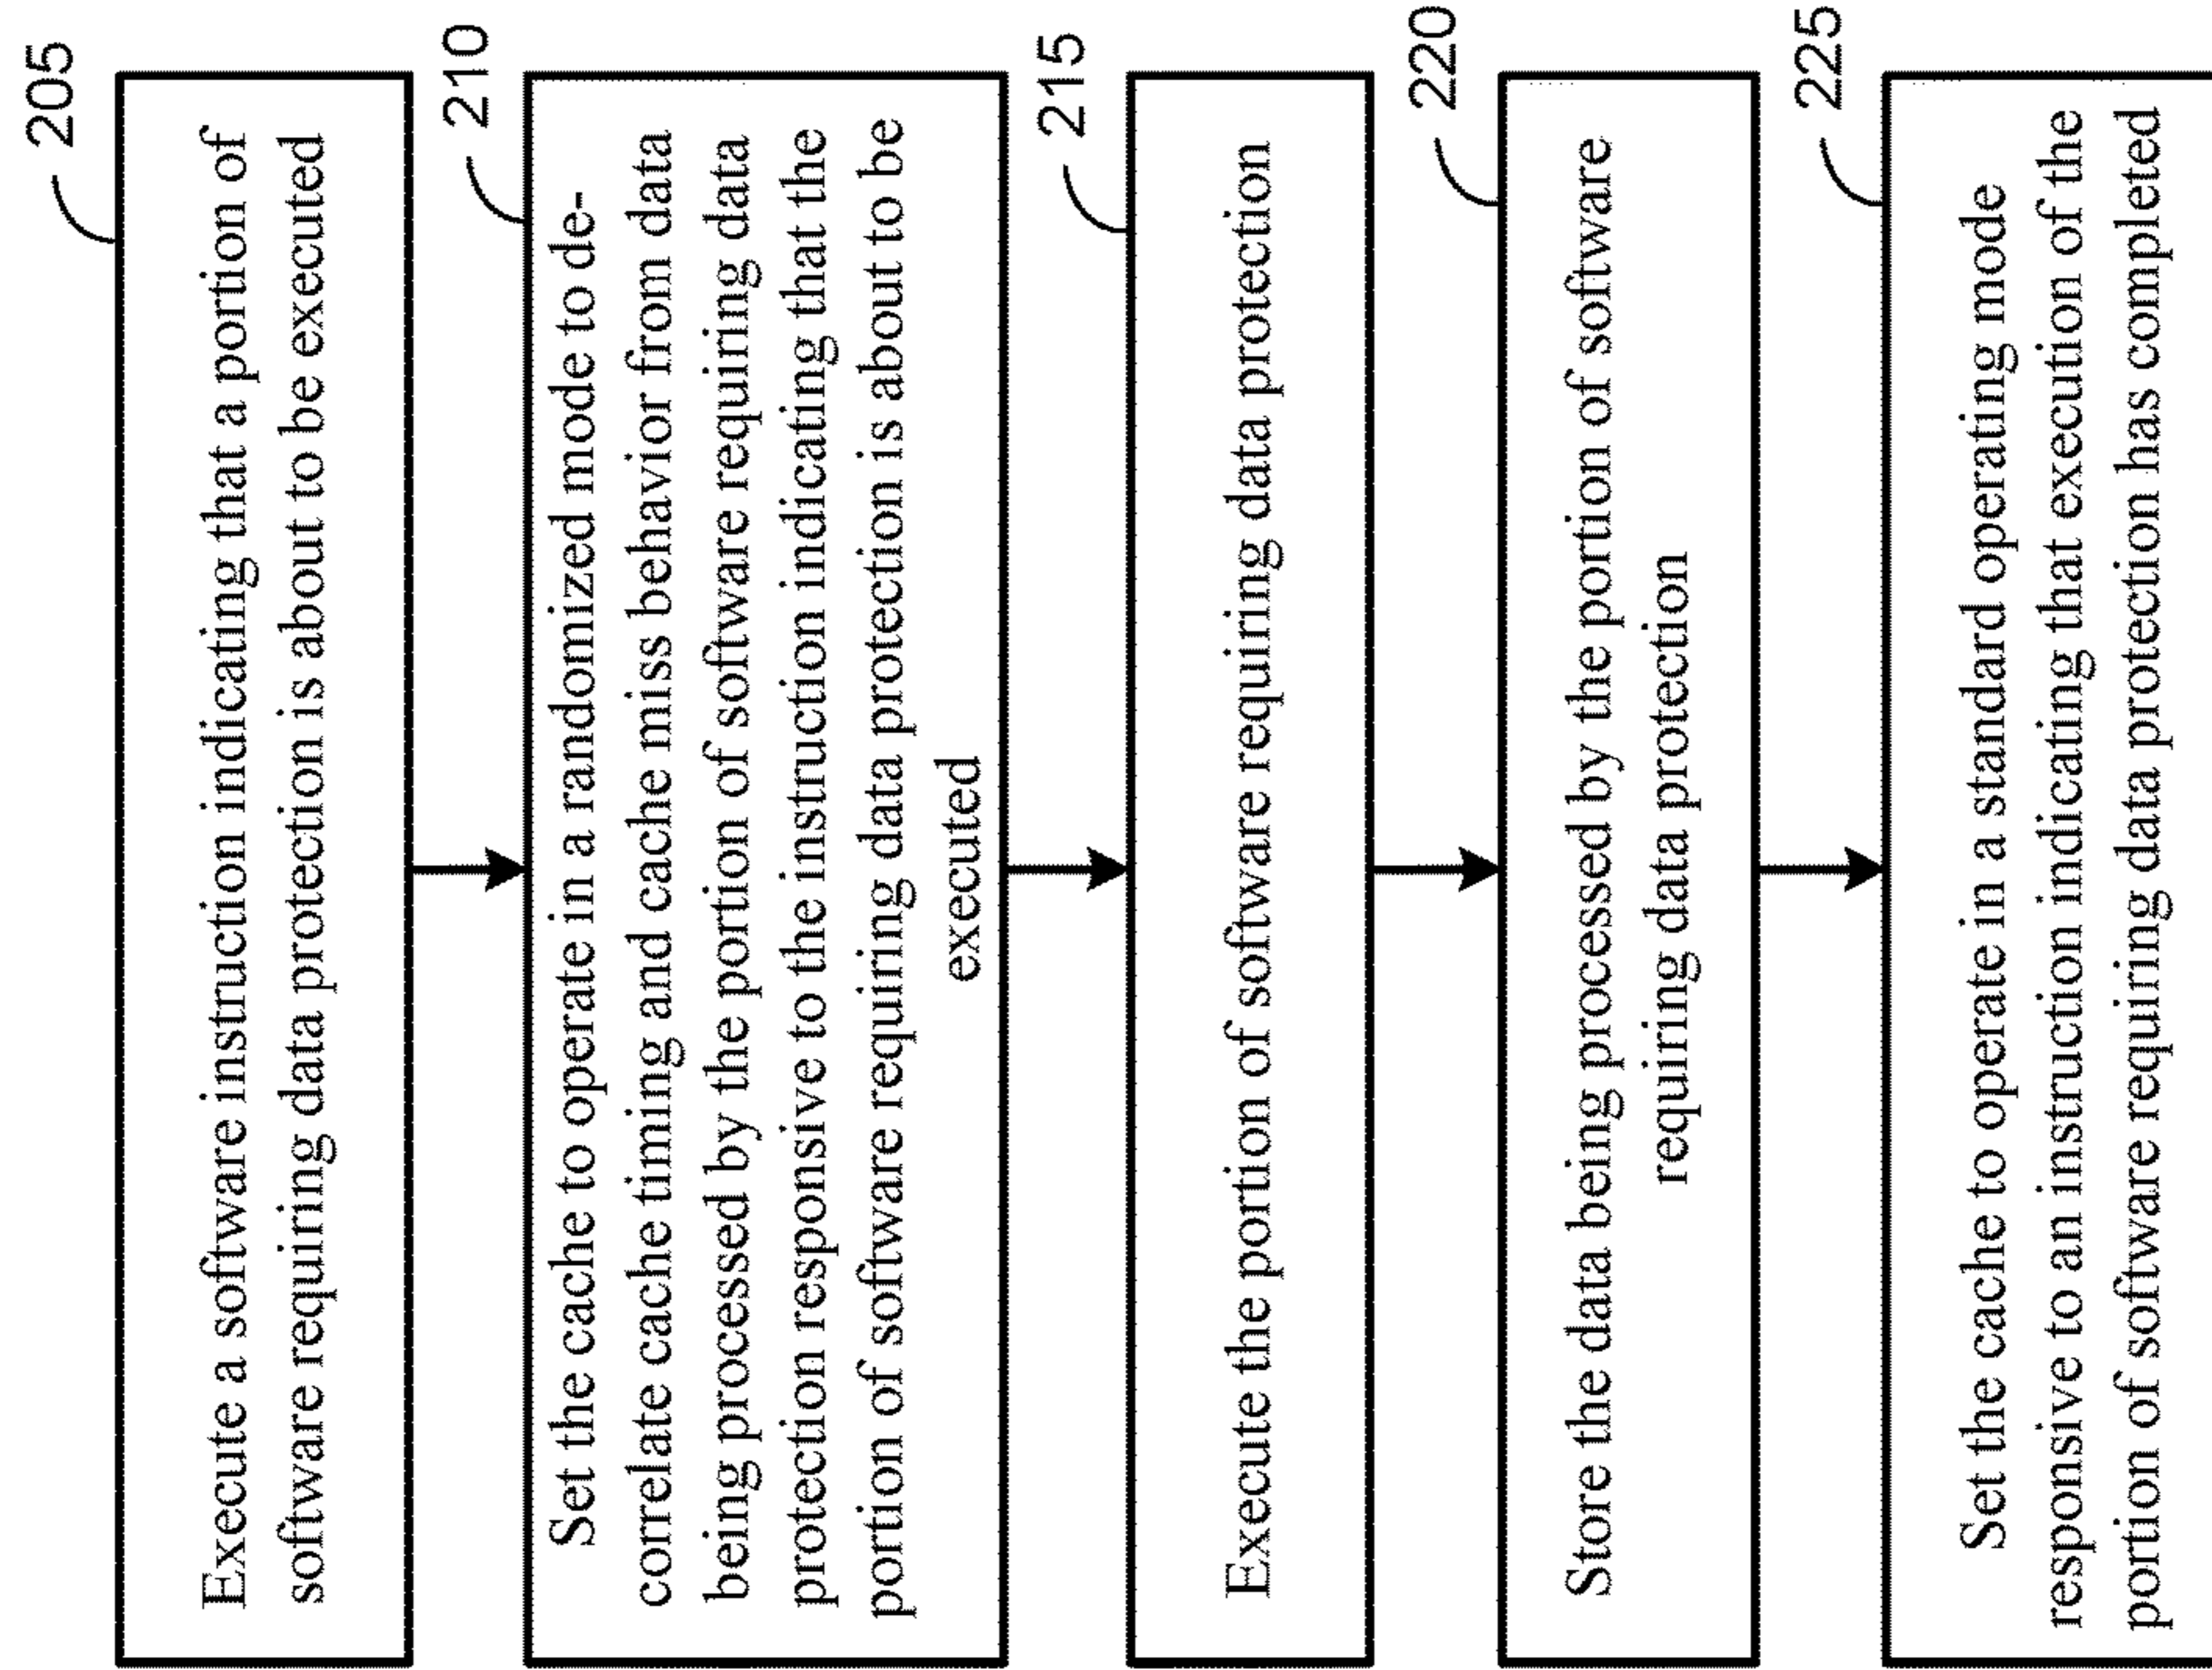 205
Execute a software instruction indicating that a portion of
software requiring data protection is about to be executed
210
Set the cache to operate in a randomized mode to de-
correlate cache timing and cache miss behavior from data
being processed by the portion of software requiring data
protection responsive to the instruction indicating that the
portion of software requiring data protection is about to be
executed
215
Execute the portion of software requiring data protection
220
Store the data being processed by the portion of software
requiring data protection
225
Set the cache to operate in a standard operating mode
responsive to an instruction indicating that execution of the
portion of software requiring data protection has completed